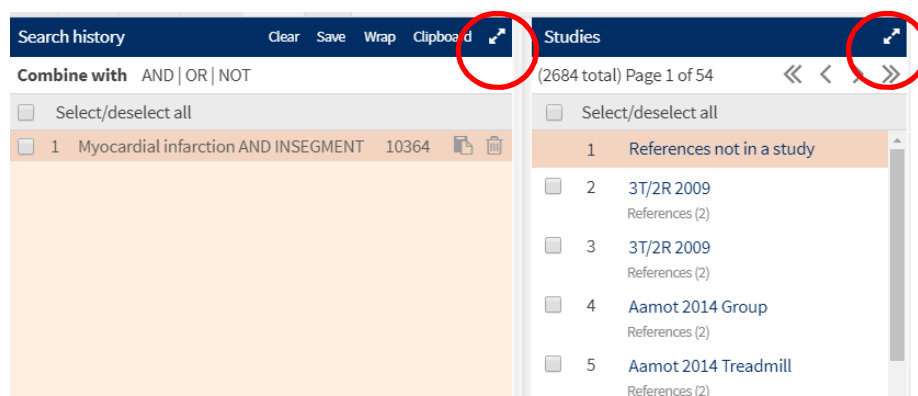 Search history Clear Save Wrap Clipboard
Combine with AND | OR | NOT
Select/deselect all
1 Myocardial infarction AND INSEGMENT 10364
Studies
(2684 total) Page 1 of 54
Select/deselect all
1 References not in a study
2 3T/2R 2009
References (2)
3 3T/2R 2009
References (2)
4 Aamot 2014 Group
References (2)
5 Aamot 2014 Treadmill
References (2)